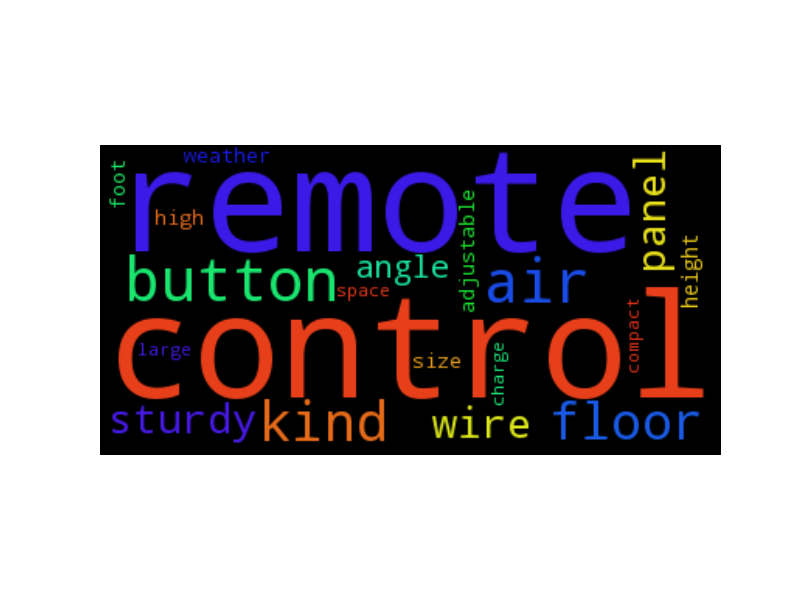 weather
foot
remote
panel
high
adjustable
height
button
angle
air
space
control
compact
large
size
charge
sturdy
kind
wire
floor